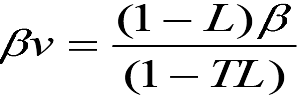 βν = (1 − L)β / (1 − TL)